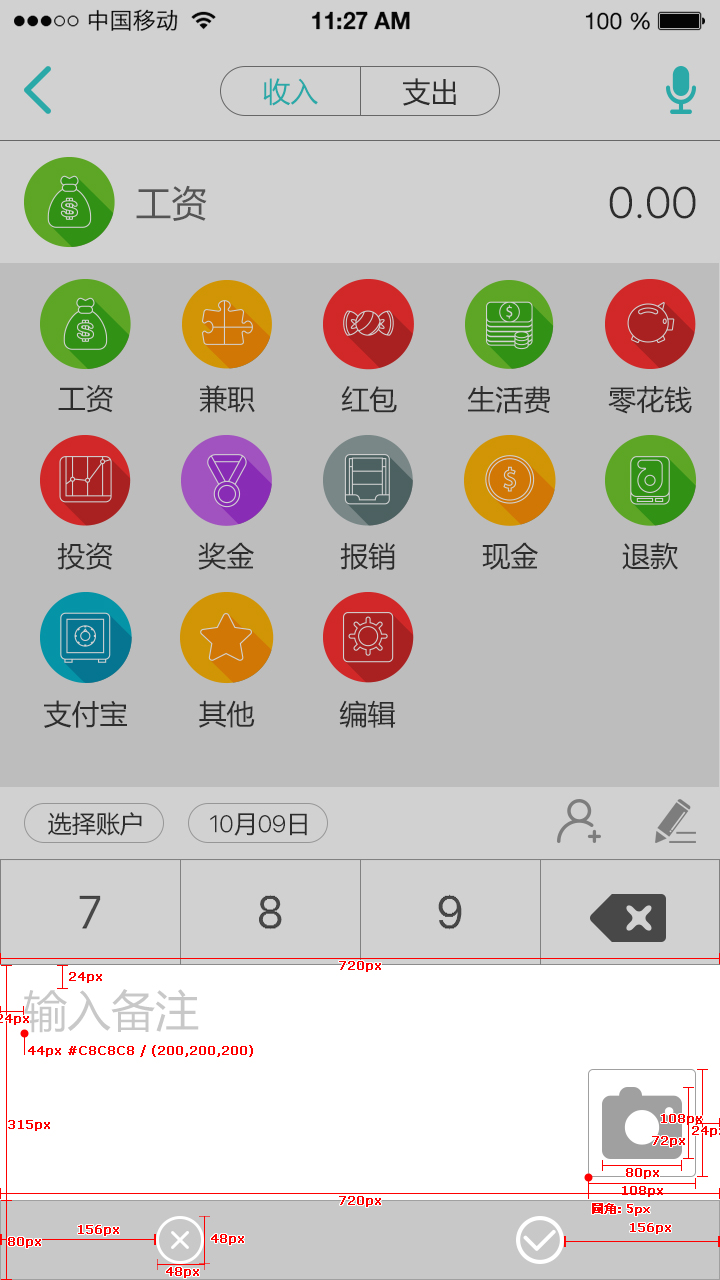 中国移动 11:27 AM 100 %
收入 支出
工资 0.00
工资 兼职 红包 生活费 零花钱
投资 奖金 报销 现金 退款
支付宝 其他 编辑
选择账户 10月09日
7 8 9
720px
24px
24px 输入备注
44px #C8C8C8 / (200,200,200)
315px
108px
24px
72px
80px
108px
720px
圆角: 5px
156px 156px
80px 48px
48px